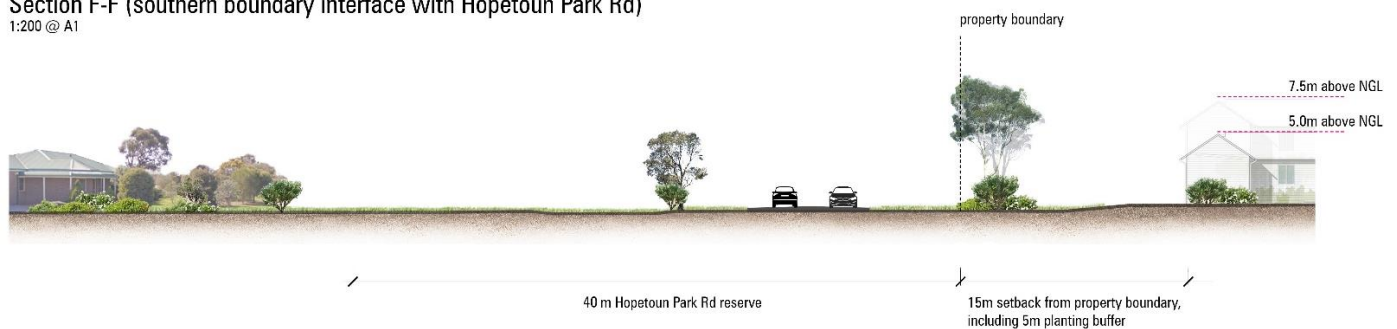 Section F-F (southern boundary interface with Hopetoun Park Rd)
1:200 @ A1
property boundary
7.5m above NGL
5.0m above NGL
40 m Hopetoun Park Rd reserve
15m setback from property boundary,
including 5m planting buffer